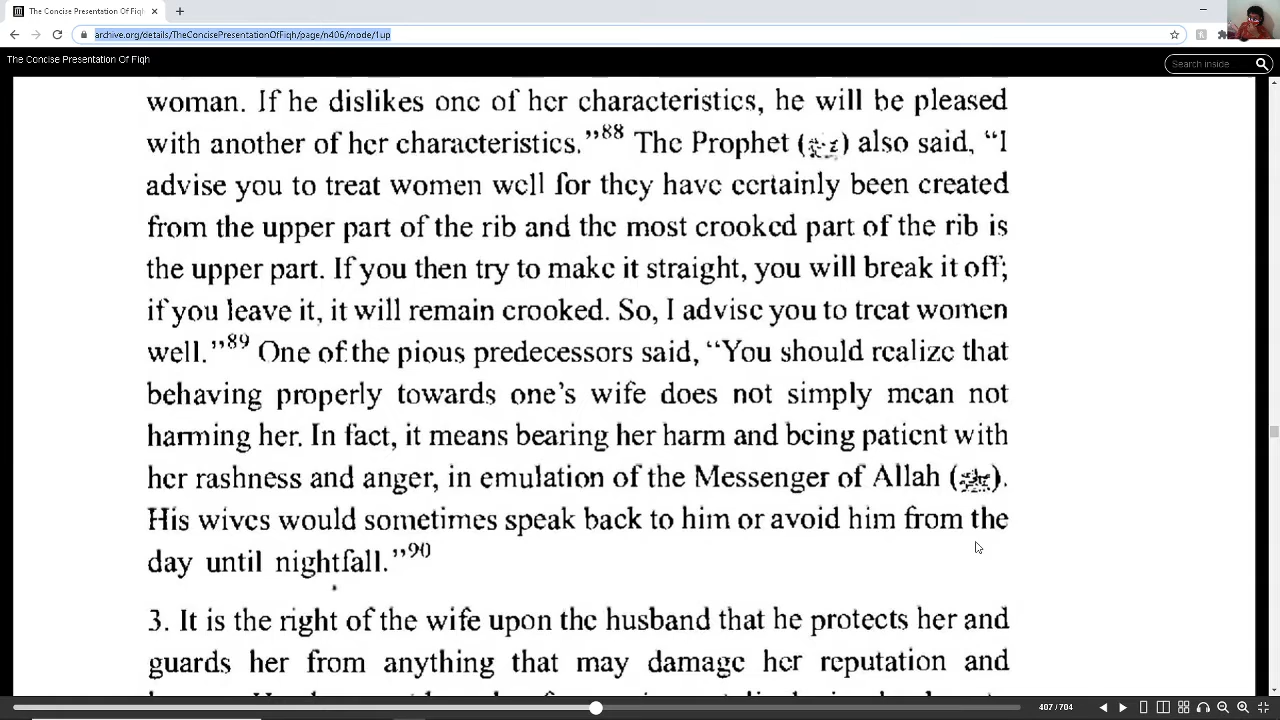 The Concise Presentation Of Fiqh
archive.org/details/TheConcisePresentationOfFiqh/page/n406/mode/1up
The Concise Presentation Of Fiqh
Search inside
woman. If he dislikes one of her characteristics, he will be pleased
with another of her characteristics.”88 The Prophet (ﷺ) also said, “I
advise you to treat women well for they have certainly been created
from the upper part of the rib and the most crooked part of the rib is
the upper part. If you then try to make it straight, you will break it off;
if you leave it, it will remain crooked. So, I advise you to treat women
well.”89 One of the pious predecessors said, “You should realize that
behaving properly towards one’s wife does not simply mean not
harming her. In fact, it means bearing her harm and being patient with
her rashness and anger, in emulation of the Messenger of Allah (ﷺ).
His wives would sometimes speak back to him or avoid him from the
day until nightfall.”90
3. It is the right of the wife upon the husband that he protects her and
guards her from anything that may damage her reputation and
407 / 704